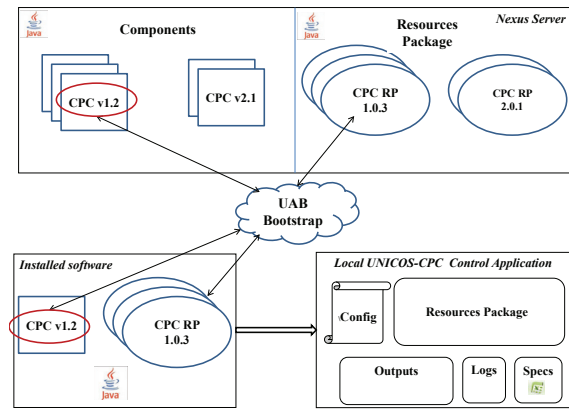 Java
Components
CPC v1.2
CPC v2.1
Java
Resources
Package
Nexus Server
CPC RP
1.0.3
CPC RP
2.0.1
UAB
Bootstrap
Installed software
CPC v1.2
CPC RP
1.0.3
Java
Local UNICOS-CPC Control Application
Config
Resources Package
Outputs
Logs
Specs